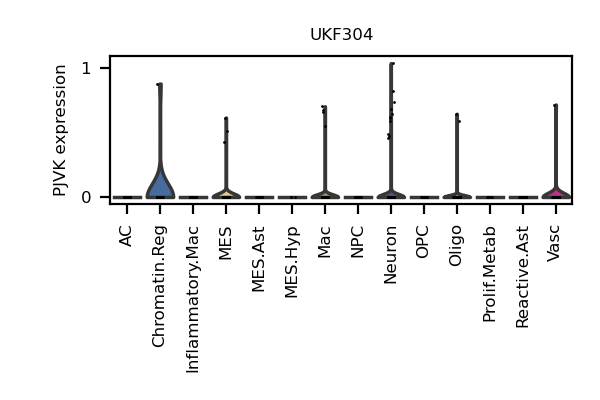 UKF304
PJVK expression
1
0
AC
Chromatin.Reg
Inflammatory.Mac
MES
MES.Ast
MES.Hyp
Mac
NPC
Neuron
OPC
Oligo
Prolif.Metab
Reactive.Ast
Vasc